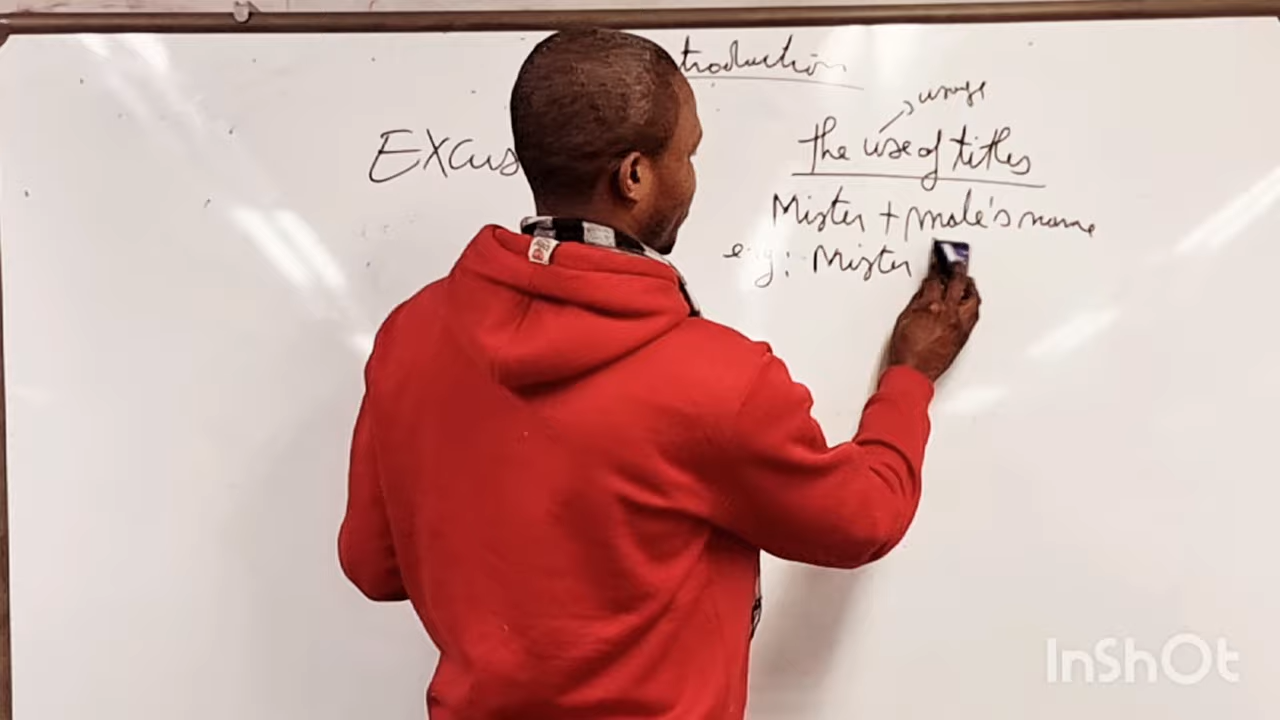 troduction
usage
Excus
the use of titles
Mister + male's name
e.g: Mister
InShOt